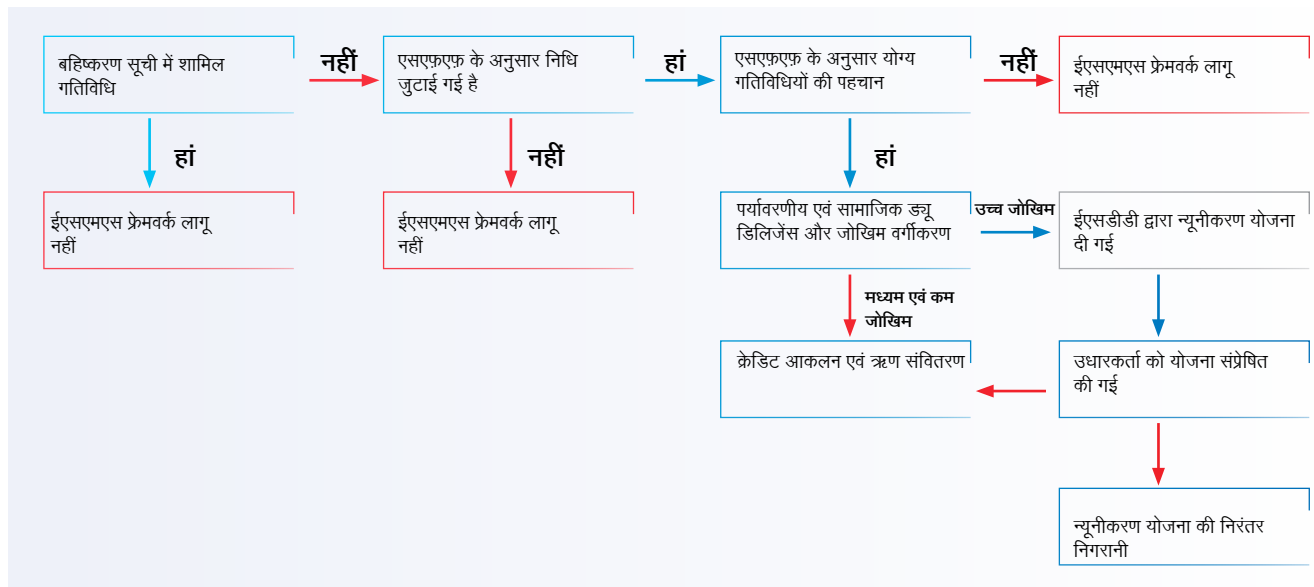 बहिष्करण सूची में शामिल
गतिविधि
नहीं
एसएफ़एफ़ के अनुसार निधि
जुटाई गई है
हां
एसएफ़एफ़ के अनुसार योग्य
गतिविधियों की पहचान
नहीं
ईएसएमएस फ्रेमवर्क लागू
नहीं
हां
नहीं
हां
ईएसएमएस फ्रेमवर्क लागू
नहीं
ईएसएमएस फ्रेमवर्क लागू
नहीं
पर्यावरणीय एवं सामाजिक ड्यू
डिलिजेंस और जोखिम वर्गीकरण
उच्च जोखिम
ईएसडीडी द्वारा न्यूनीकरण योजना
दी गई
मध्यम एवं कम
जोखिम
क्रेडिट आकलन एवं ऋण संवितरण
उधारकर्ता को योजना संप्रेषित
की गई
न्यूनीकरण योजना की निरंतर
निगरानी